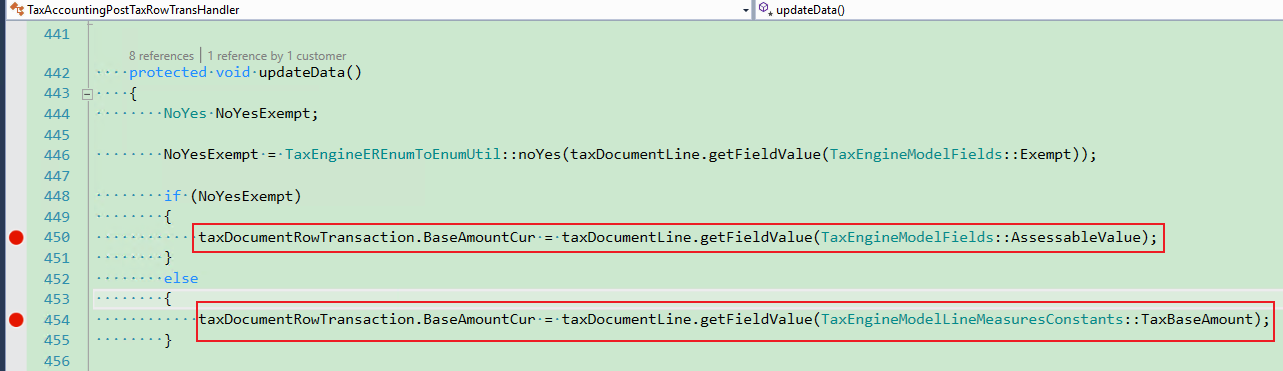 TaxAccountingPostTaxRowTransHandler updateData()
441
8 references | 1 reference by 1 customer
442 protected void updateData()
443 {
444 NoYes NoYesExempt;
445
446 NoYesExempt = TaxEngineEREnumToEnumUtil::noYes(taxDocumentLine.getFieldValue(TaxEngineModelFields::Exempt));
447
448 if (NoYesExempt)
449 {
450 taxDocumentRowTransaction.BaseAmountCur = taxDocumentLine.getFieldValue(TaxEngineModelFields::AssessableValue);
451 }
452 else
453 {
454 taxDocumentRowTransaction.BaseAmountCur = taxDocumentLine.getFieldValue(TaxEngineModelLineMeasuresConstants::TaxBaseAmount);
455 }
456